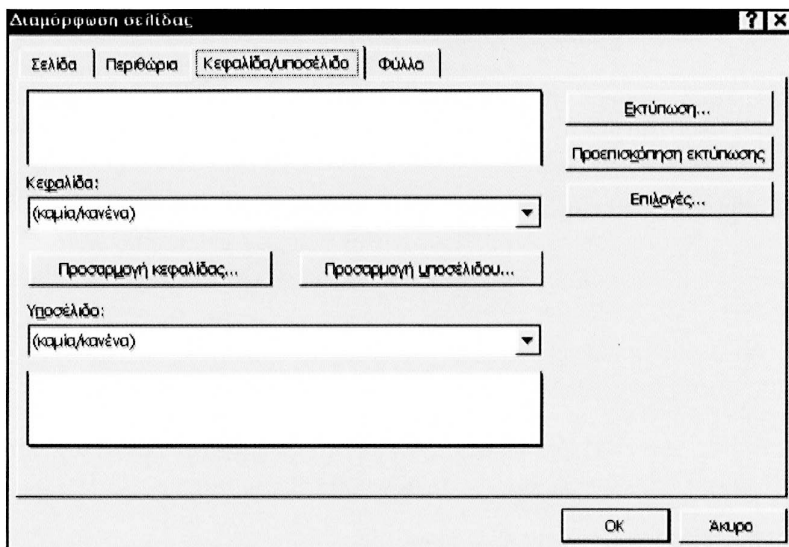 Διαμόρφωση σελίδας
Σελίδα Περιθώρια Κεφαλίδα/υποσέλιδο Φύλλο
Εκτύπωση...
Προεπισκόπηση εκτύπωσης
Επιλογές...
Κεφαλίδα:
(καμία/κανένα)
Προσαρμογή κεφαλίδας... Προσαρμογή υποσέλιδου...
Υποσέλιδο:
(καμία/κανένα)
OK Άκυρο